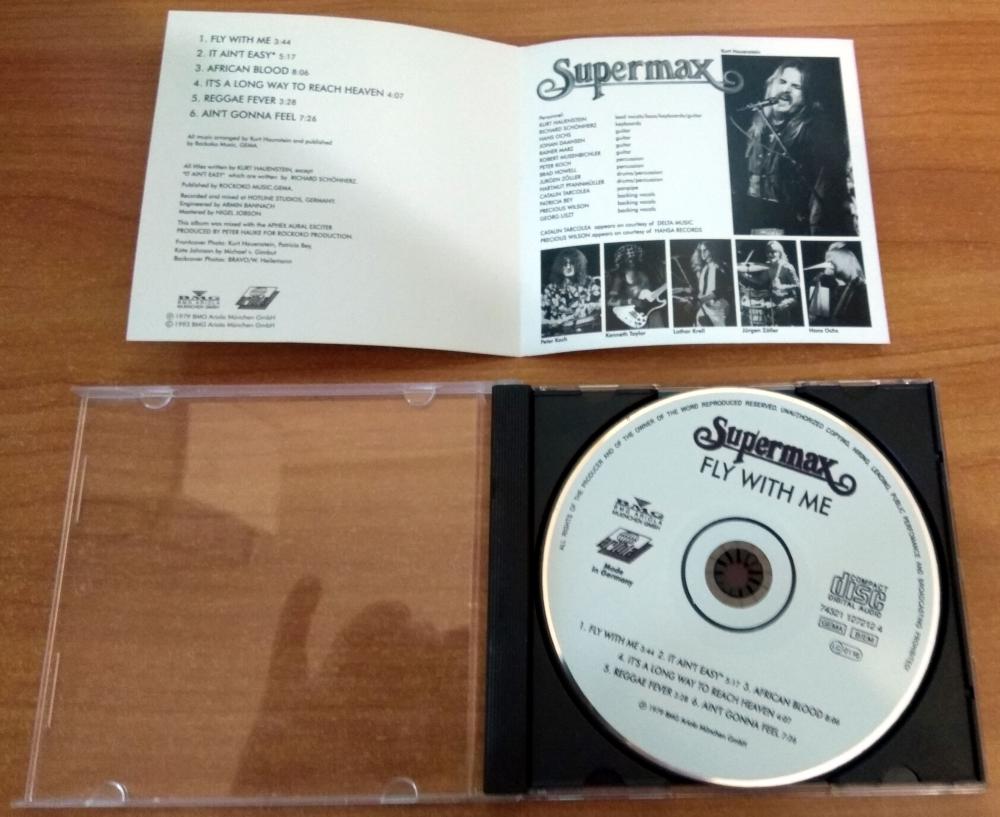 1. FLY WITH ME 3:44
2. IT AIN'T EASY* 5:17
3. AFRICAN BLOOD 8:06
4. IT'S A LONG WAY TO REACH HEAVEN 4:07
5. REGGAE FEVER 3:28
6. AIN'T GONNA FEEL 7:26
All music arranged by Kurt Hauenstein and published
by Rockoko Music, GEMA.
All titles written by KURT HAUENSTEIN, except
"IT AIN'T EASY" which are written by RICHARD SCHÖNHERZ.
Published by ROCKOKO MUSIC, GEMA.
Recorded and mixed at HOTLINE STUDIOS, GERMANY.
Engineered by ARMIN BANNACH
Mastered by NIGEL JOBSON
This album was mixed with the APHEX AURAL EXCITER
PRODUCED BY PETER HAUKE FOR ROCKOKO PRODUCTION.
Frontcover Photo: Kurt Hauenstein, Patricia Bey,
Kate Johnson by Michael v. Gimbut
Backcover Photos: BRAVO/W. Heilemann
BMG
BMG ARIOLA
MUENCHEN GMBH
℗ 1979 BMG Ariola München GmbH
© 1993 BMG Ariola München GmbH
Kurt Hauenstein
Supermax
Personnel:
KURT HAUENSTEIN lead vocals/bass/keyboards/guitar
RICHARD SCHÖNHERZ keyboards
HANS OCHS guitar
JOHAN DAANSEN guitar
RAINER MARZ guitar
ROBERT MUSENBICHLER guitar
PETER KOCH percussion
BRAD HOWELL percussion
JURGEN ZÖLLER drums/percussion
HARTMUT PFANNMÜLLER drums/percussion
CATALIN TARCOLEA panpipe
PATRICIA BEY backing vocals
PRECIOUS WILSON backing vocals
GEORG LISZT backing vocals
CATALIN TARCOLEA appears on courtesy of DELTA MUSIC
PRECIOUS WILSON appears on courtesy of HANSA RECORDS
Peter Koch
Kenneth Taylor
Lothar Krell
Jürgen Zöller
Hans Ochs
ALL RIGHTS OF THE PRODUCER AND OF THE OWNER OF THE WORD REPRODUCED RESERVED. UNAUTHORIZED COPYING, HIRING, LENDING, PUBLIC PERFORMANCE AND BROADCASTING PROHIBITED
Supermax
FLY WITH ME
BMG
BMG ARIOLA
MUENCHEN GMBH
Made
in Germany
COMPACT
disc
DIGITAL AUDIO
74321 127212 A
GEMA BIEM
LC 0116
1. FLY WITH ME 3:44 2. IT AIN'T EASY* 5:17 3. AFRICAN BLOOD 8:06
4. IT'S A LONG WAY TO REACH HEAVEN 4:07
5. REGGAE FEVER 3:28 6. AIN'T GONNA FEEL 7:26
℗ 1979 BMG Ariola München GmbH